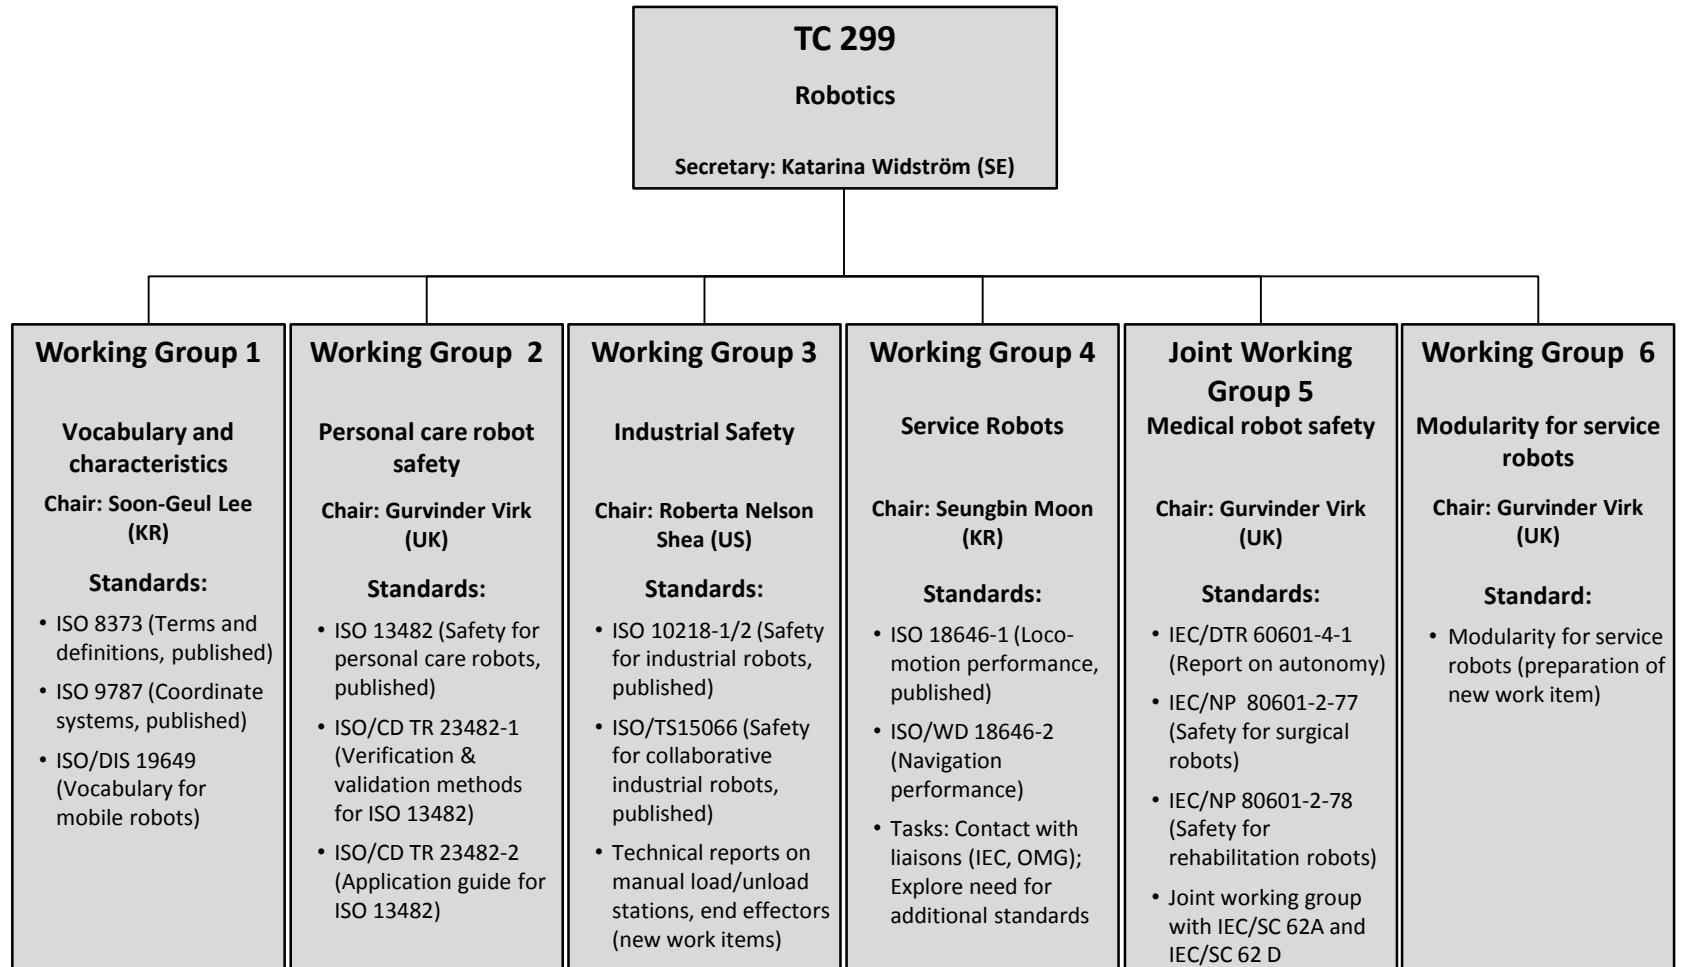 TC 299
Robotics
Secretary: Katarina Widström (SE)
Working Group 1
Vocabulary and
characteristics
Chair: Soon-Geul Lee
(KR)
Standards:
• ISO 8373 (Terms and
definitions, published)
• ISO 9787 (Coordinate
systems, published)
• ISO/DIS 19649
(Vocabulary for
mobile robots)
Working Group 2
Personal care robot
safety
Chair: Gurvinder Virk
(UK)
Standards:
• ISO 13482 (Safety for
personal care robots,
published)
• ISO/CD TR 23482-1
(Verification &
validation methods
for ISO 13482)
• ISO/CD TR 23482-2
(Application guide for
ISO 13482)
Working Group 3
Industrial Safety
Chair: Roberta Nelson
Shea (US)
Standards:
• ISO 10218-1/2 (Safety
for industrial robots,
published)
• ISO/TS15066 (Safety
for collaborative
industrial robots,
published)
• Technical reports on
manual load/unload
stations, end effectors
(new work items)
Working Group 4
Service Robots
Chair: Seungbin Moon
(KR)
Standards:
• ISO 18646-1 (Loco-
motion performance,
published)
• ISO/WD 18646-2
(Navigation
performance)
• Tasks: Contact with
liaisons (IEC, OMG);
Explore need for
additional standards
Joint Working
Group 5
Medical robot safety
Chair: Gurvinder Virk
(UK)
Standards:
• IEC/DTR 60601-4-1
(Report on autonomy)
• IEC/NP 80601-2-77
(Safety for surgical
robots)
• IEC/NP 80601-2-78
(Safety for
rehabilitation robots)
• Joint working group
with IEC/SC 62A and
IEC/SC 62 D
Working Group 6
Modularity for service
robots
Chair: Gurvinder Virk
(UK)
Standard:
• Modularity for service
robots (preparation of
new work item)